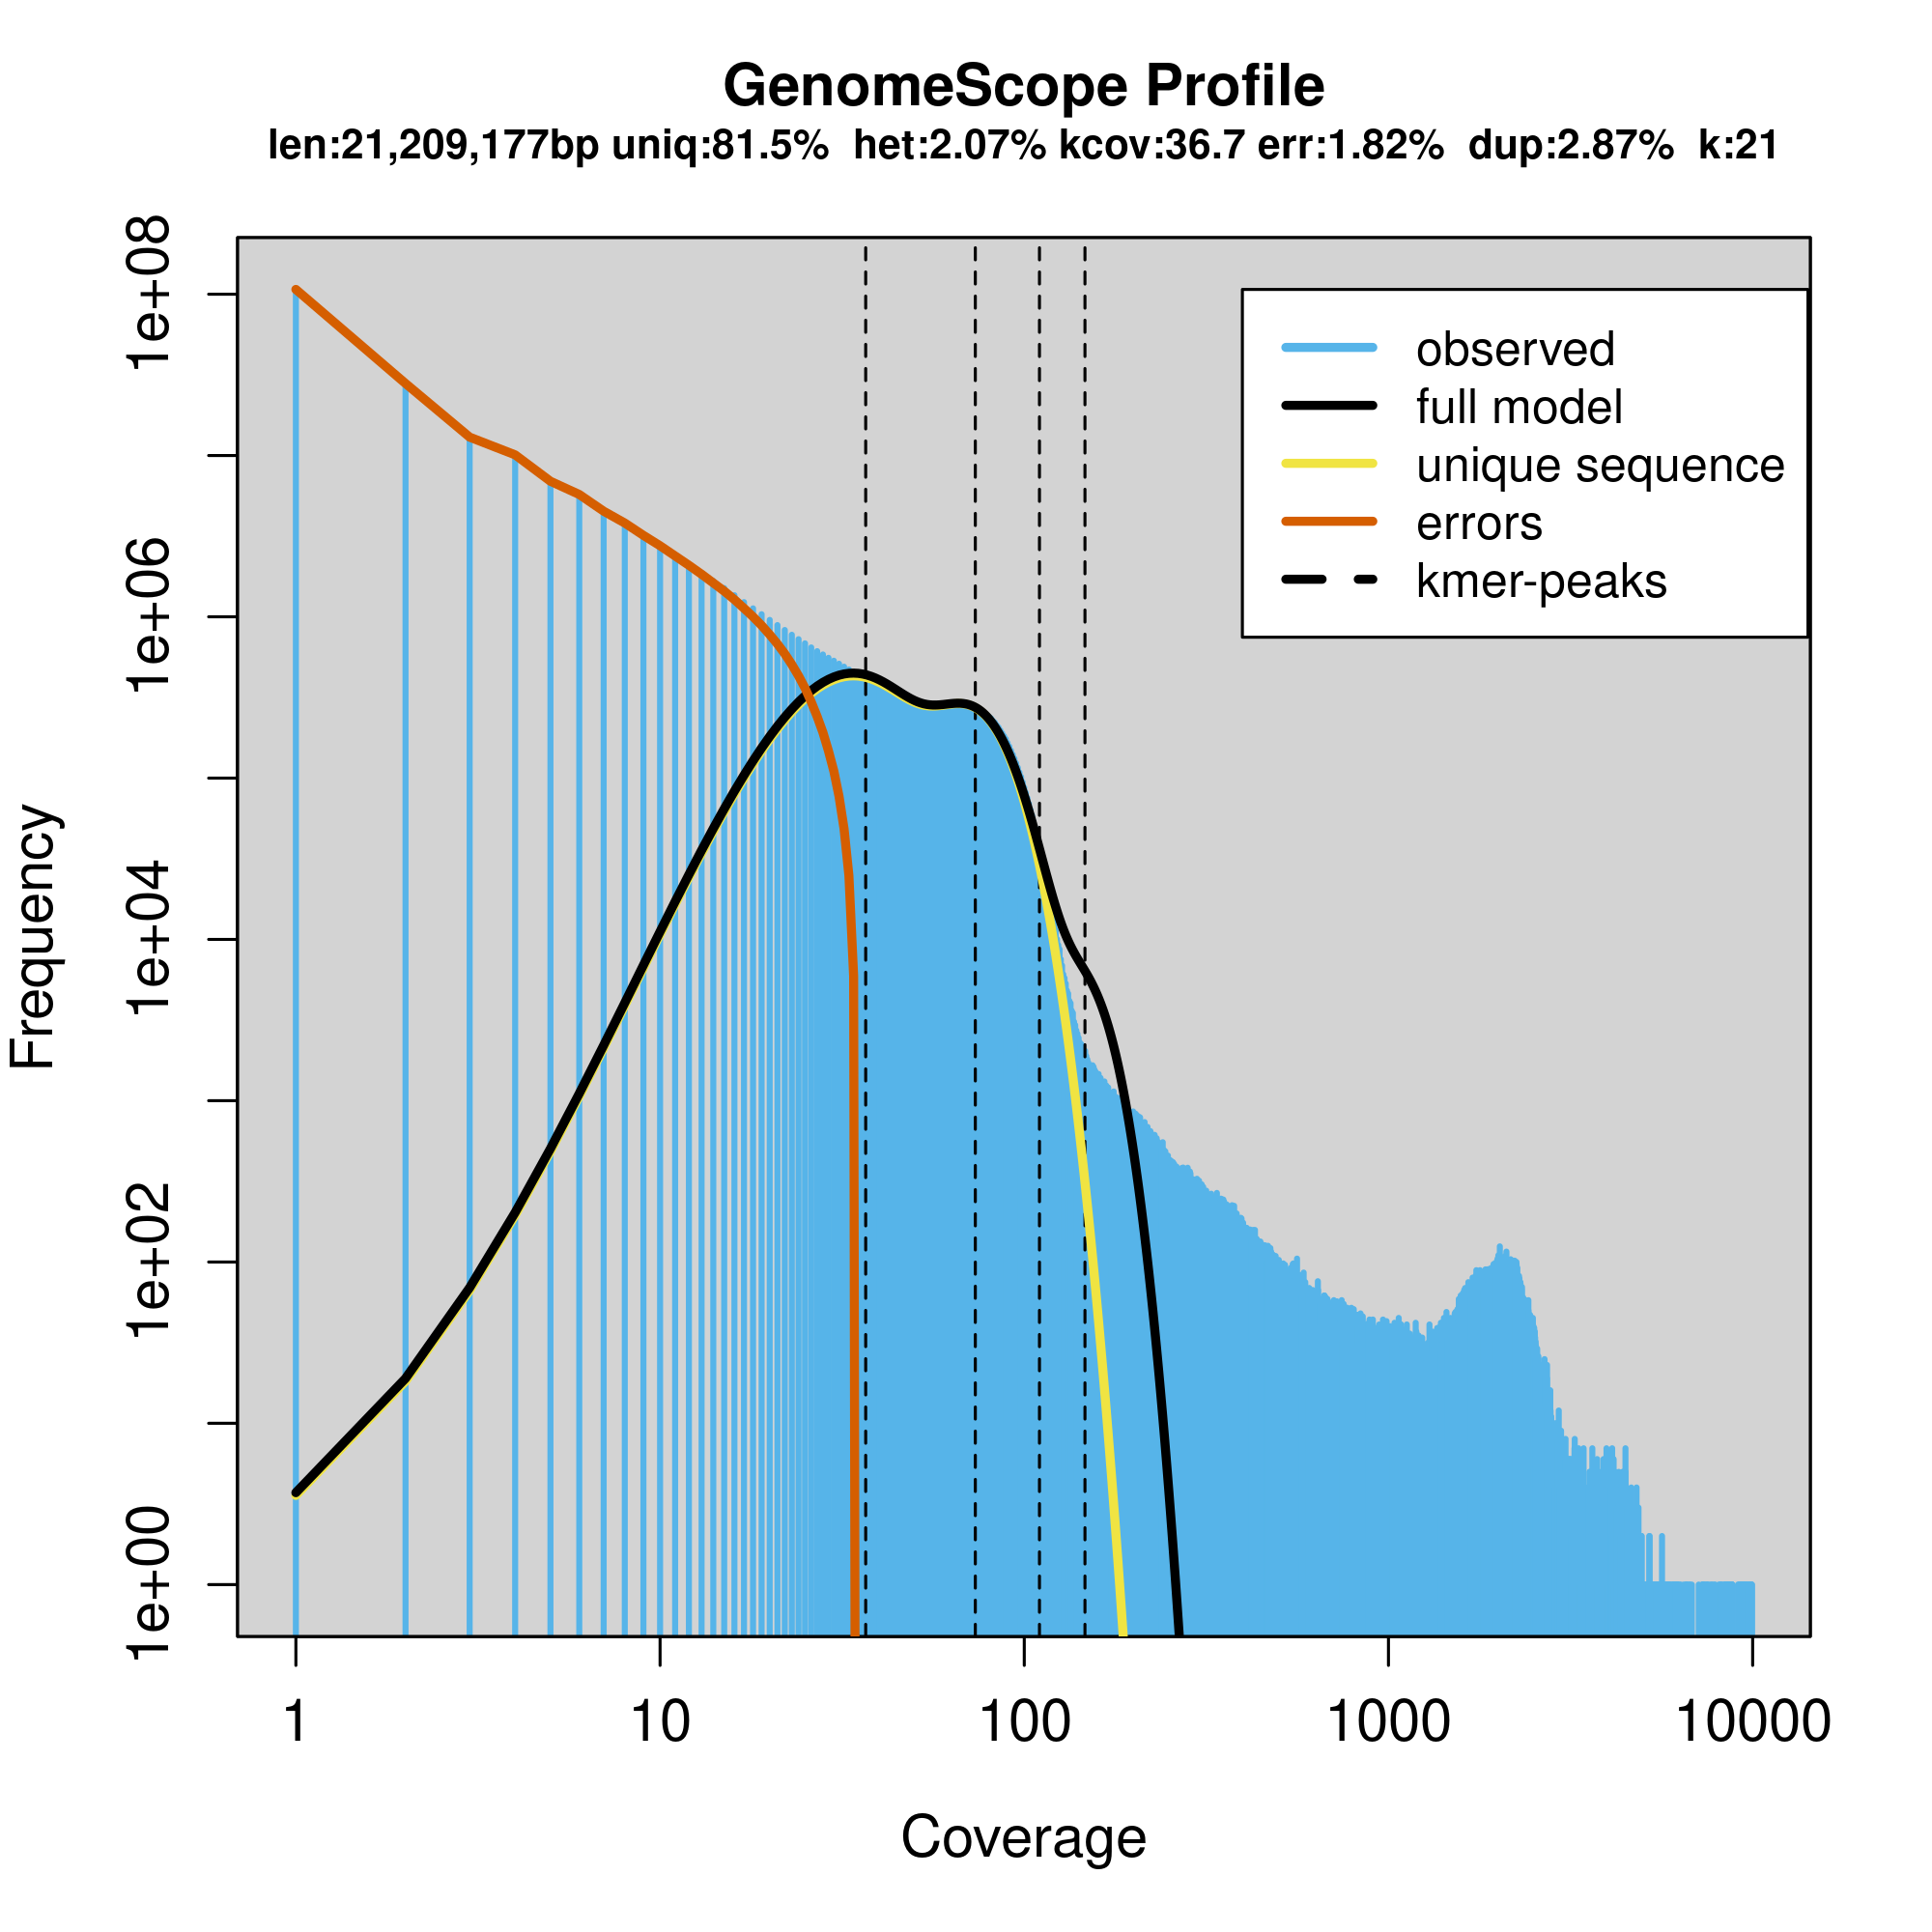 GenomeScope Profile
len:21,209,177bp uniq:81.5% het:2.07% kcov:36.7 err:1.82% dup:2.87% k:21
observed
full model
unique sequence
errors
kmer-peaks
Frequency
1e+08
1e+06
1e+04
1e+02
1e+00
1
10
100
1000
10000
Coverage